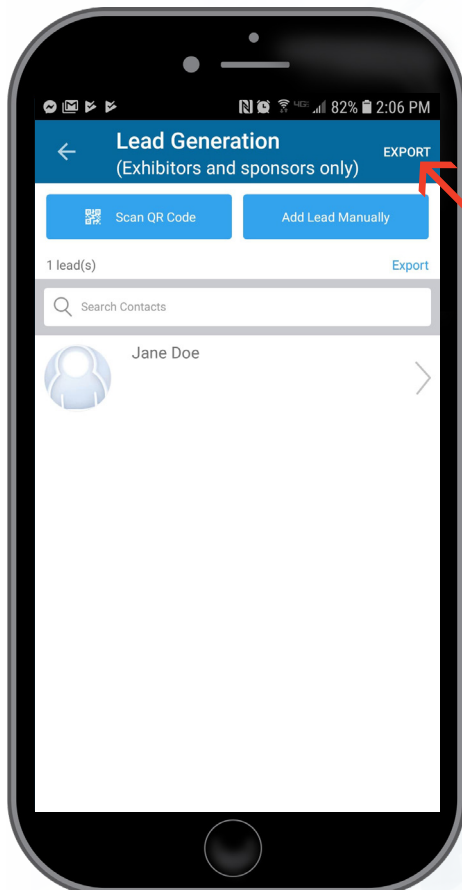 4GE 82% 2:06 PM
Lead Generation
(Exhibitors and sponsors only)
EXPORT
Scan QR Code
Add Lead Manually
1 lead(s)
Export
Search Contacts
Jane Doe